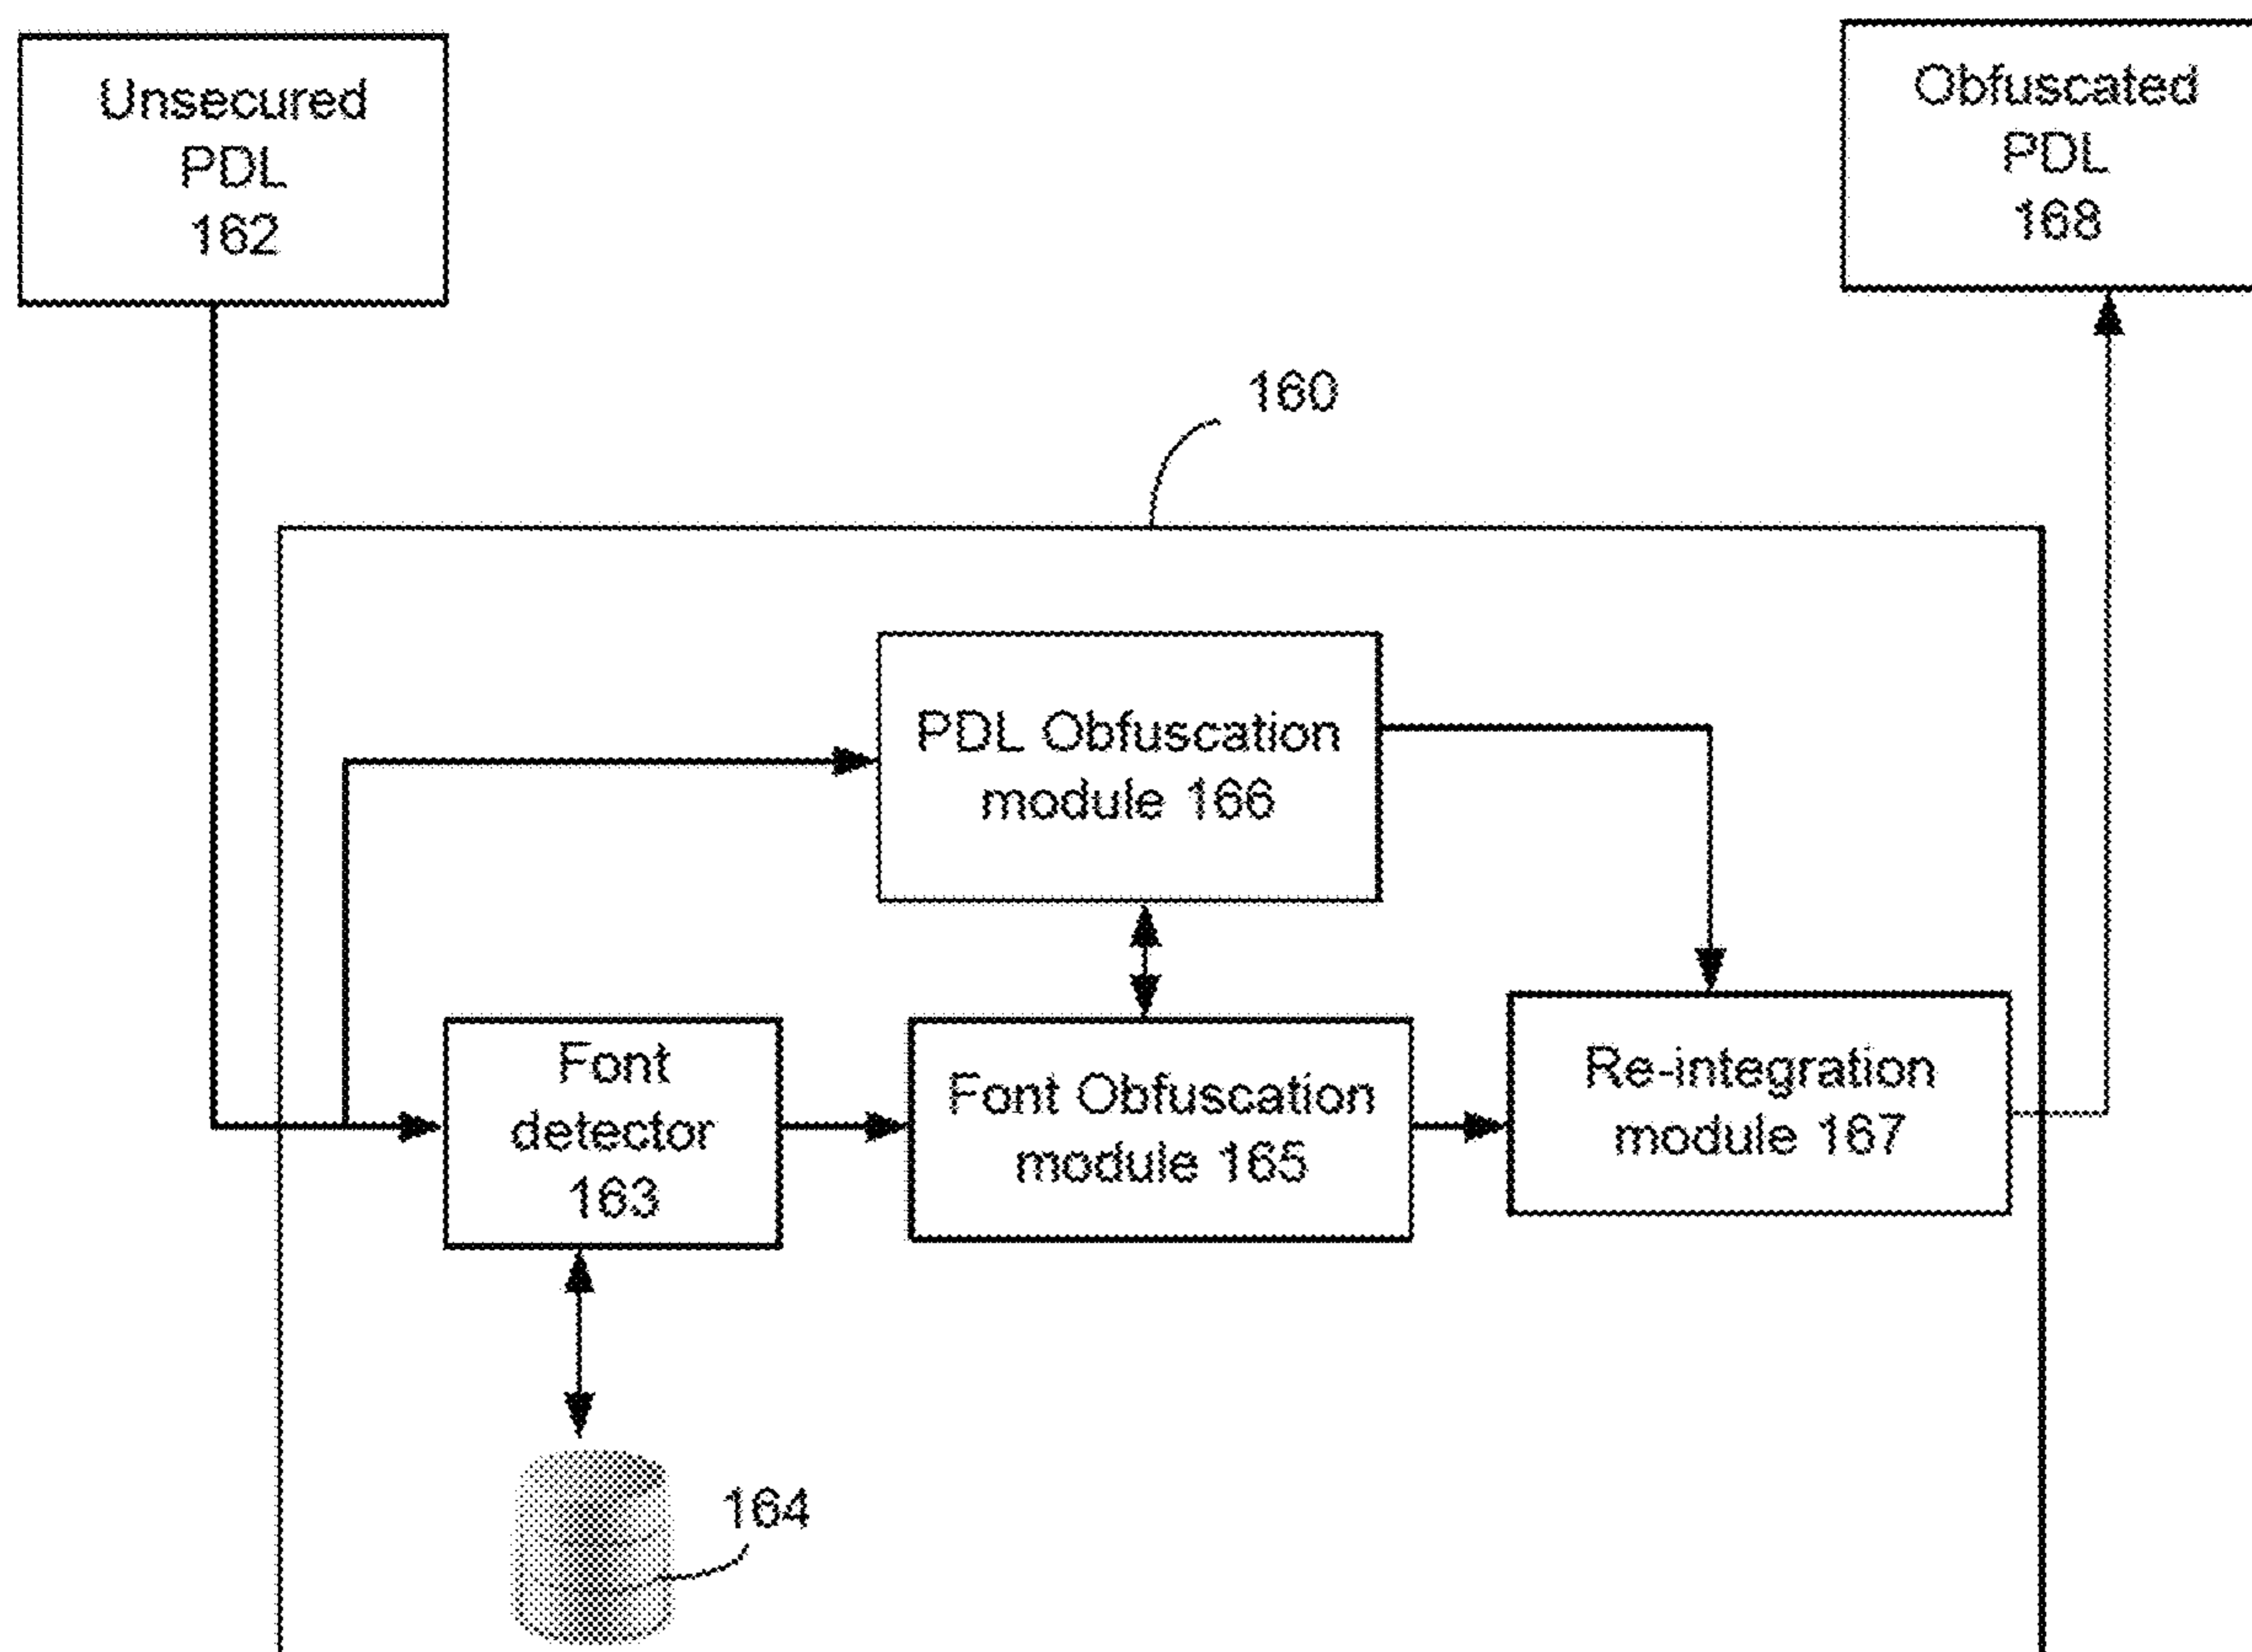 Unsecured
PDL
162
Obfuscated
PDL
168
160
PDL Obfuscation
module 166
Font
detector
163
Font Obfuscation
module 165
Re-integration
module 167
164